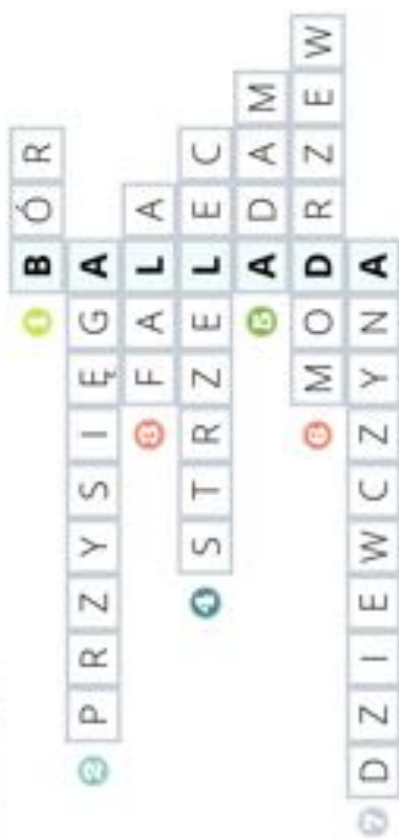 1 BÓR
2 PRZYSIĘGA
3 FALA
4 STRZELEC
5 ADAM
6 MODRZEW
7 DZIEWCZYNA